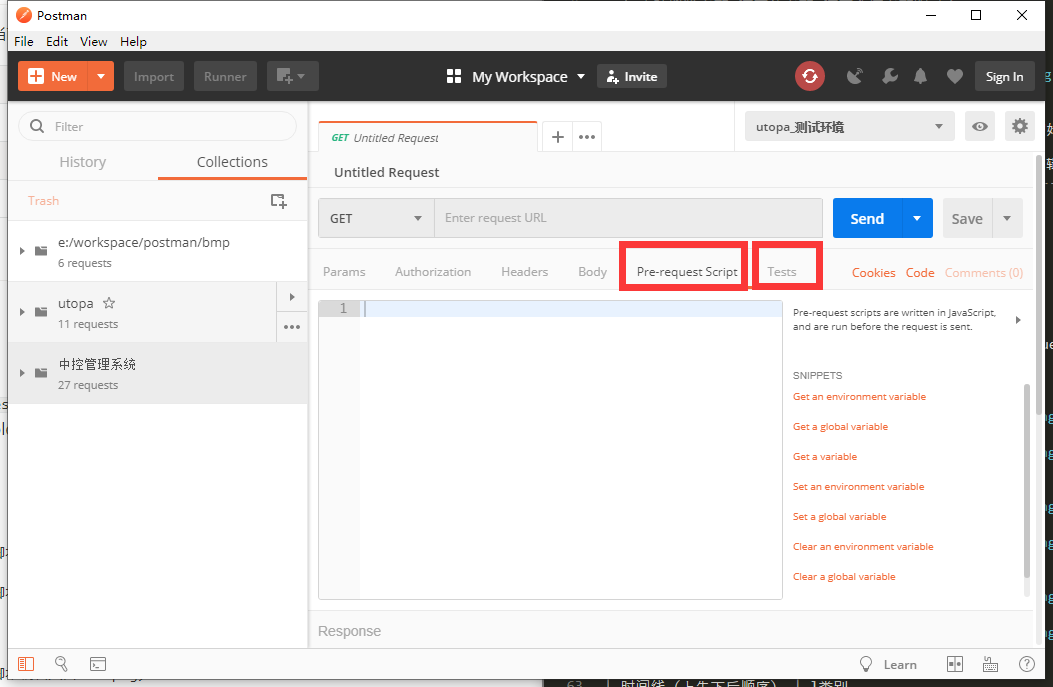 Postman
File Edit View Help
New Import Runner My Workspace Invite Sign In
Filter
History Collections
Trash
e:/workspace/postman/bmp
6 requests
utopa
11 requests
中控管理系统
27 requests
GET Untitled Request
utopa_测试环境
Untitled Request
GET Enter request URL Send Save
Params Authorization Headers Body Pre-request Script Tests Cookies Code Comments (0)
1
Pre-request scripts are written in JavaScript,
and are run before the request is sent.
SNIPPETS
Get an environment variable
Get a global variable
Get a variable
Set an environment variable
Set a global variable
Clear an environment variable
Clear a global variable
Response
Learn